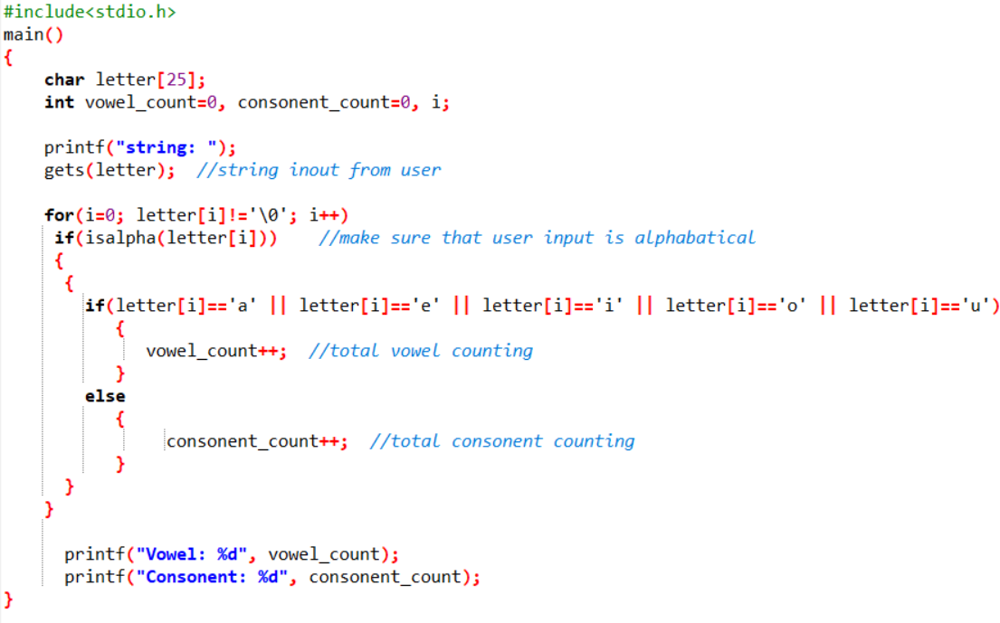 #include<stdio.h>
main()
{
    char letter[25];
    int vowel_count=0, consonent_count=0, i;

    printf("string: ");
    gets(letter);  //string inout from user

    for(i=0; letter[i]!='\0'; i++)
     if(isalpha(letter[i]))    //make sure that user input is alphabatical
     {
      {
        if(letter[i]=='a' || letter[i]=='e' || letter[i]=='i' || letter[i]=='o' || letter[i]=='u')
           {
              vowel_count++;  //total vowel counting
           }
        else
           {
                consonent_count++;  //total consonent counting
           }
      }
    }

      printf("Vowel: %d", vowel_count);
      printf("Consonent: %d", consonent_count);
}